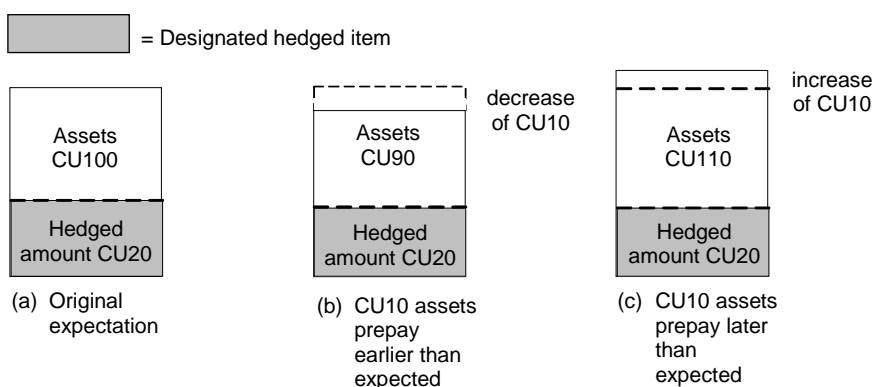 = Designated hedged item
Assets
CU100
Hedged
amount CU20
(a) Original
expectation
decrease
of CU10
Assets
CU90
Hedged
amount CU20
(b) CU10 assets
prepay
earlier than
expected
increase
of CU10
Assets
CU110
Hedged
amount CU20
(c) CU10 assets
prepay later
than
expected